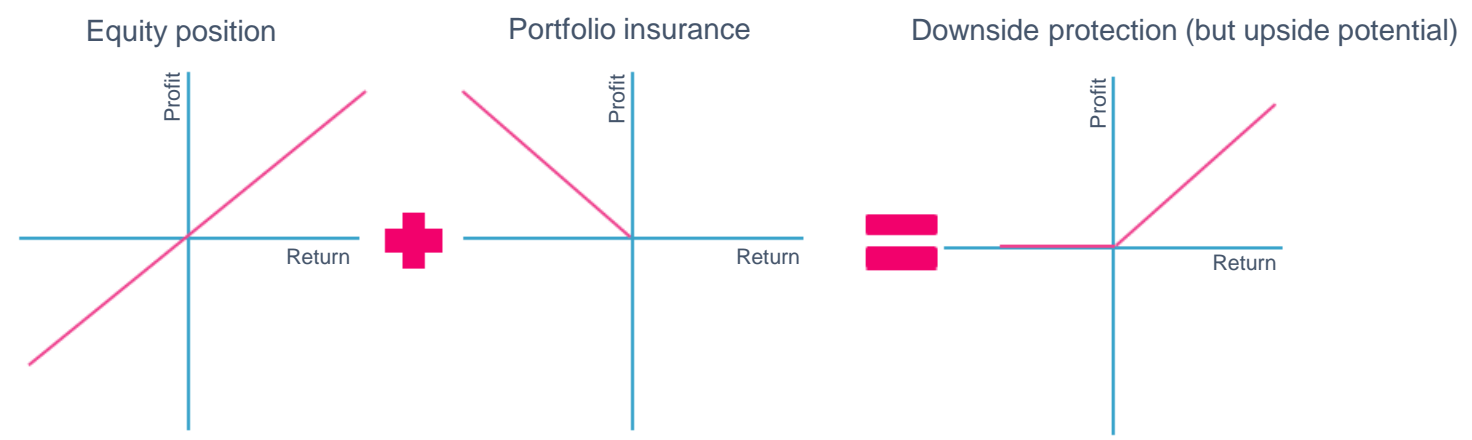 Equity position
Portfolio insurance
Downside protection (but upside potential)
Profit
Profit
Profit
Return
Return
Return